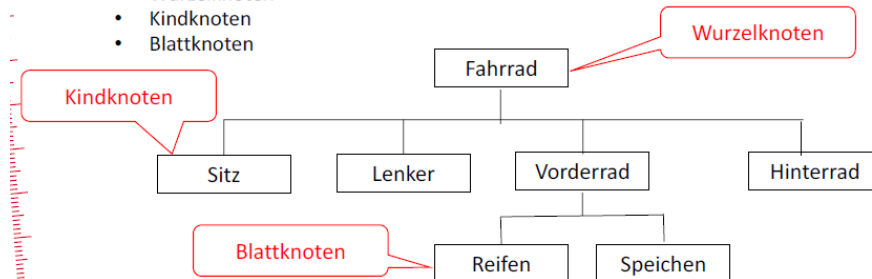 • Kindknoten
• Blattknoten
Wurzelknoten
Fahrrad
Kindknoten
Sitz
Lenker
Vorderrad
Hinterrad
Blattknoten
Reifen
Speichen